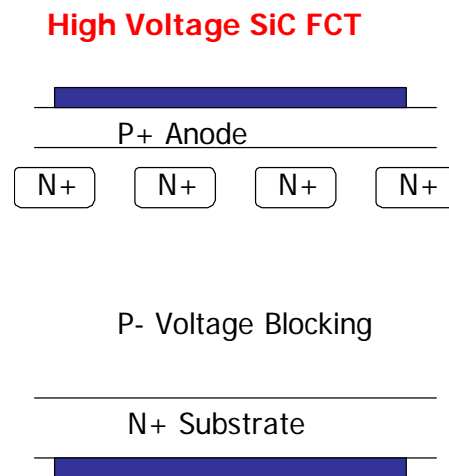 High Voltage SiC FCT
P+ Anode
N+ N+ N+ N+
P- Voltage Blocking
N+ Substrate